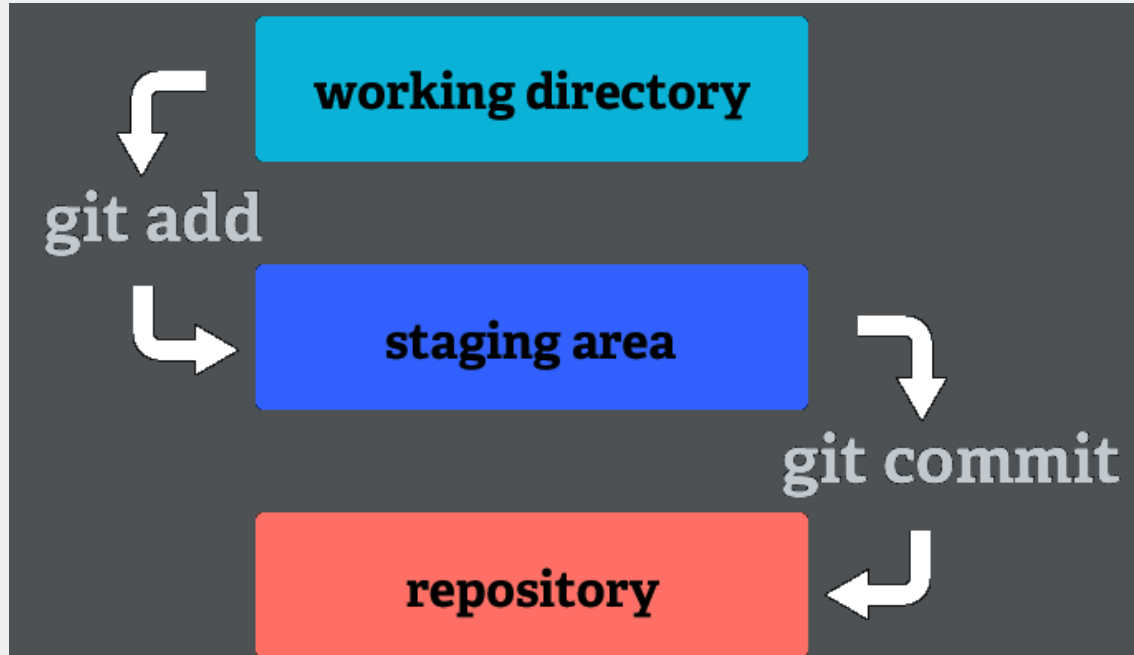 working directory
git add
staging area
git commit
repository